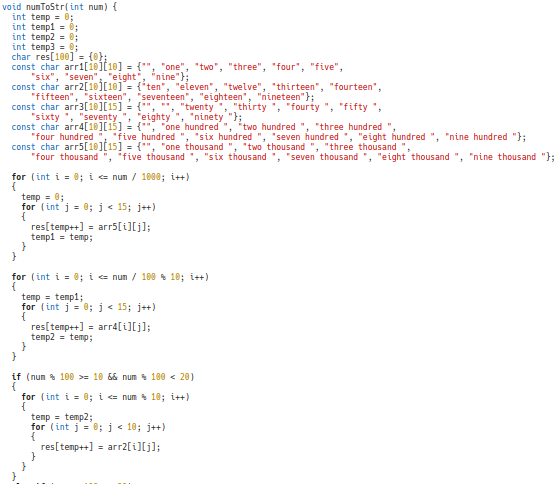 void numToStr(int num) {
  int temp = 0;
  int temp1 = 0;
  int temp2 = 0;
  int temp3 = 0;
  char res[100] = {0};
  const char arr1[10][10] = {"", "one", "two", "three", "four", "five",
      "six", "seven", "eight", "nine"};
  const char arr2[10][10] = {"ten", "eleven", "twelve", "thirteen", "fourteen",
      "fifteen", "sixteen", "seventeen", "eighteen", "nineteen"};
  const char arr3[10][15] = {"", "", "twenty ", "thirty ", "fourty ", "fifty ",
      "sixty ", "seventy ", "eighty ", "ninety "};
  const char arr4[10][15] = {"", "one hundred ", "two hundred ", "three hundred ",
      "four hundred ", "five hundred ", "six hundred ", "seven hundred ", "eight hundred ", "nine hundred "};
  const char arr5[10][15] = {"", "one thousand ", "two thousand ", "three thousand ",
      "four thousand ", "five thousand ", "six thousand ", "seven thousand ", "eight thousand ", "nine thousand "};
  for (int i = 0; i <= num / 1000; i++)
  {
    temp = 0;
    for (int j = 0; j < 15; j++)
    {
      res[temp++] = arr5[i][j];
      temp1 = temp;
    }
  }
  for (int i = 0; i <= num / 100 % 10; i++)
  {
    temp = temp1;
    for (int j = 0; j < 15; j++)
    {
      res[temp++] = arr4[i][j];
      temp2 = temp;
    }
  }
  if (num % 100 >= 10 && num % 100 < 20)
  {
    for (int i = 0; i <= num % 10; i++)
    {
      temp = temp2;
      for (int j = 0; j < 10; j++)
      {
        res[temp++] = arr2[i][j];
      }
    }
  }